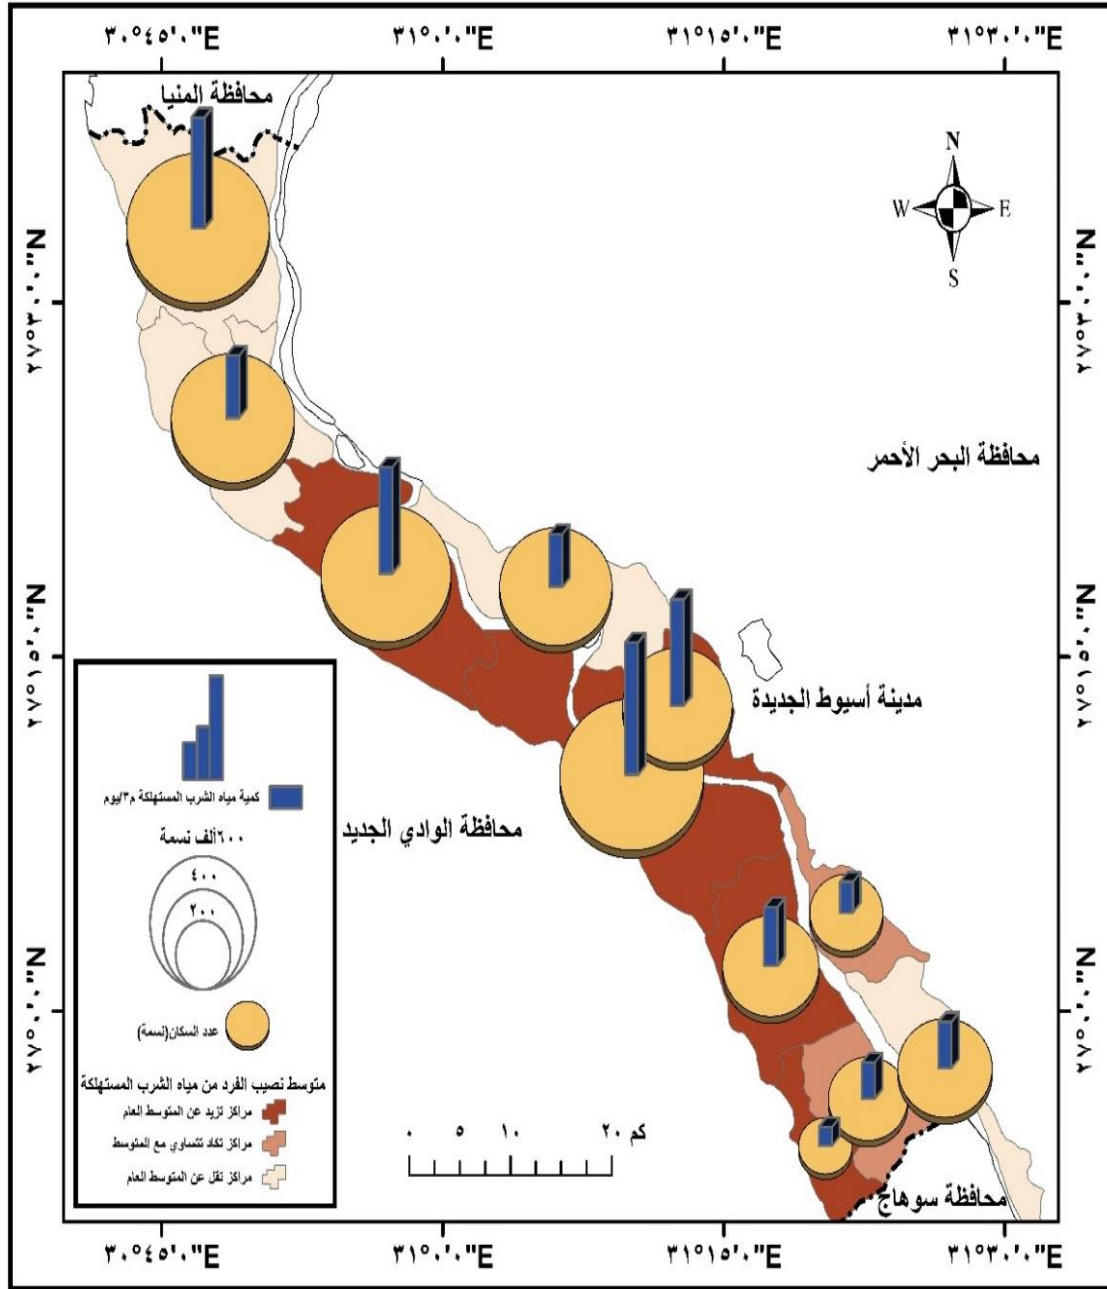 ٣٠°٤٥'٠"E ٣١°٠'٠"E ٣١°١٥'٠"E ٣١°٣٠'٠"E
محافظة المنيا
N
W E
S
٢٧°٣٠'٠"N ٢٧°٣٠'٠"N
محافظة البحر الأحمر
٢٧°١٥'٠"N ٢٧°١٥'٠"N
مدينة أسيوط الجديدة
كمية مياه الشرب المستهلكة م٣/يوم
محافظة الوادي الجديد
٦٠٠ألف نسمة
٤٠٠
٢٠٠
عدد السكان(نسمة)
٢٧°٠'٠"N ٢٧°٠'٠"N
متوسط نصيب الفرد من مياه الشرب المستهلكة
مراكز تزيد عن المتوسط العام
مراكز تكاد تتساوي مع المتوسط
مراكز تقل عن المتوسط العام
٠ ٥ ١٠ ٢٠ كم
محافظة سوهاج
٣٠°٤٥'٠"E ٣١°٠'٠"E ٣١°١٥'٠"E ٣١°٣٠'٠"E